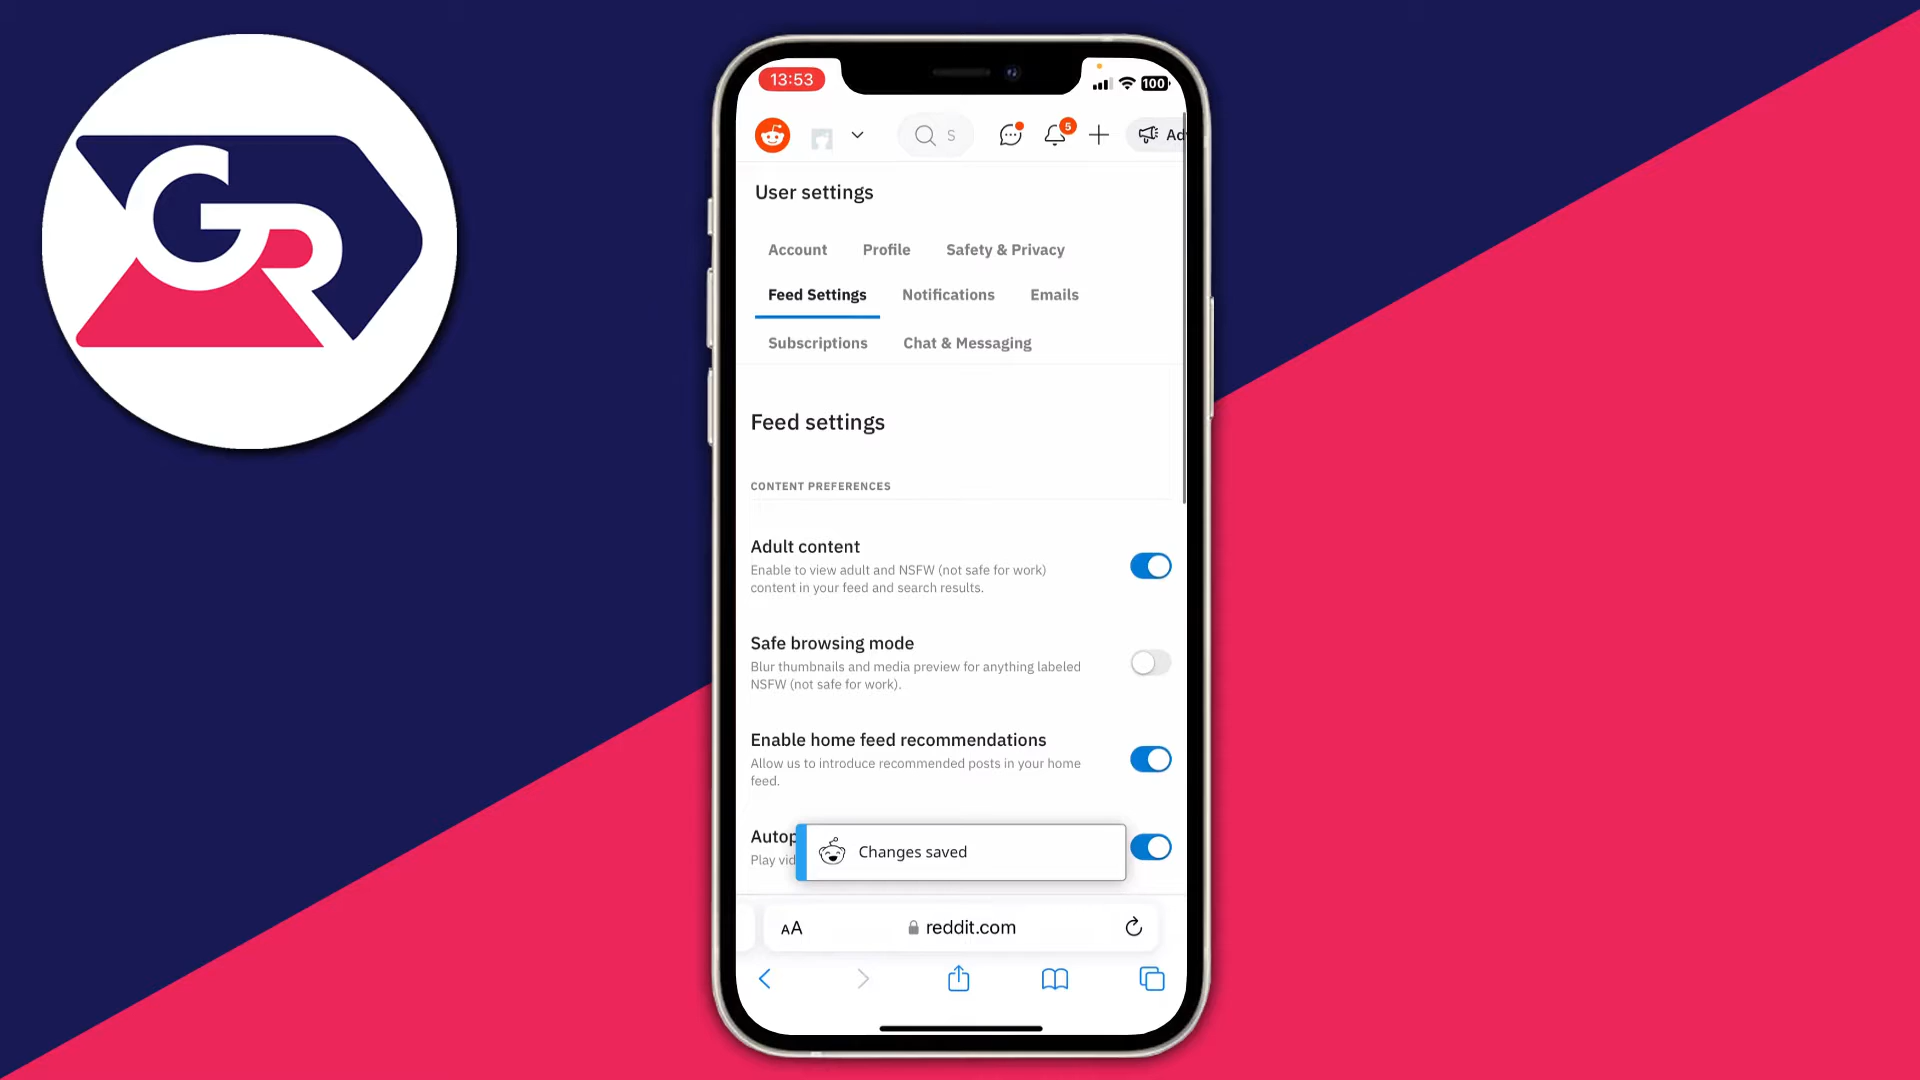 GR
13:53
100
S
5
Ad
User settings
Account Profile Safety & Privacy
Feed Settings Notifications Emails
Subscriptions Chat & Messaging
Feed settings
CONTENT PREFERENCES
Adult content
Enable to view adult and NSFW (not safe for work)
content in your feed and search results.
Safe browsing mode
Blur thumbnails and media preview for anything labeled
NSFW (not safe for work).
Enable home feed recommendations
Allow us to introduce recommended posts in your home
feed.
Autop
Play vid
Changes saved
AA reddit.com